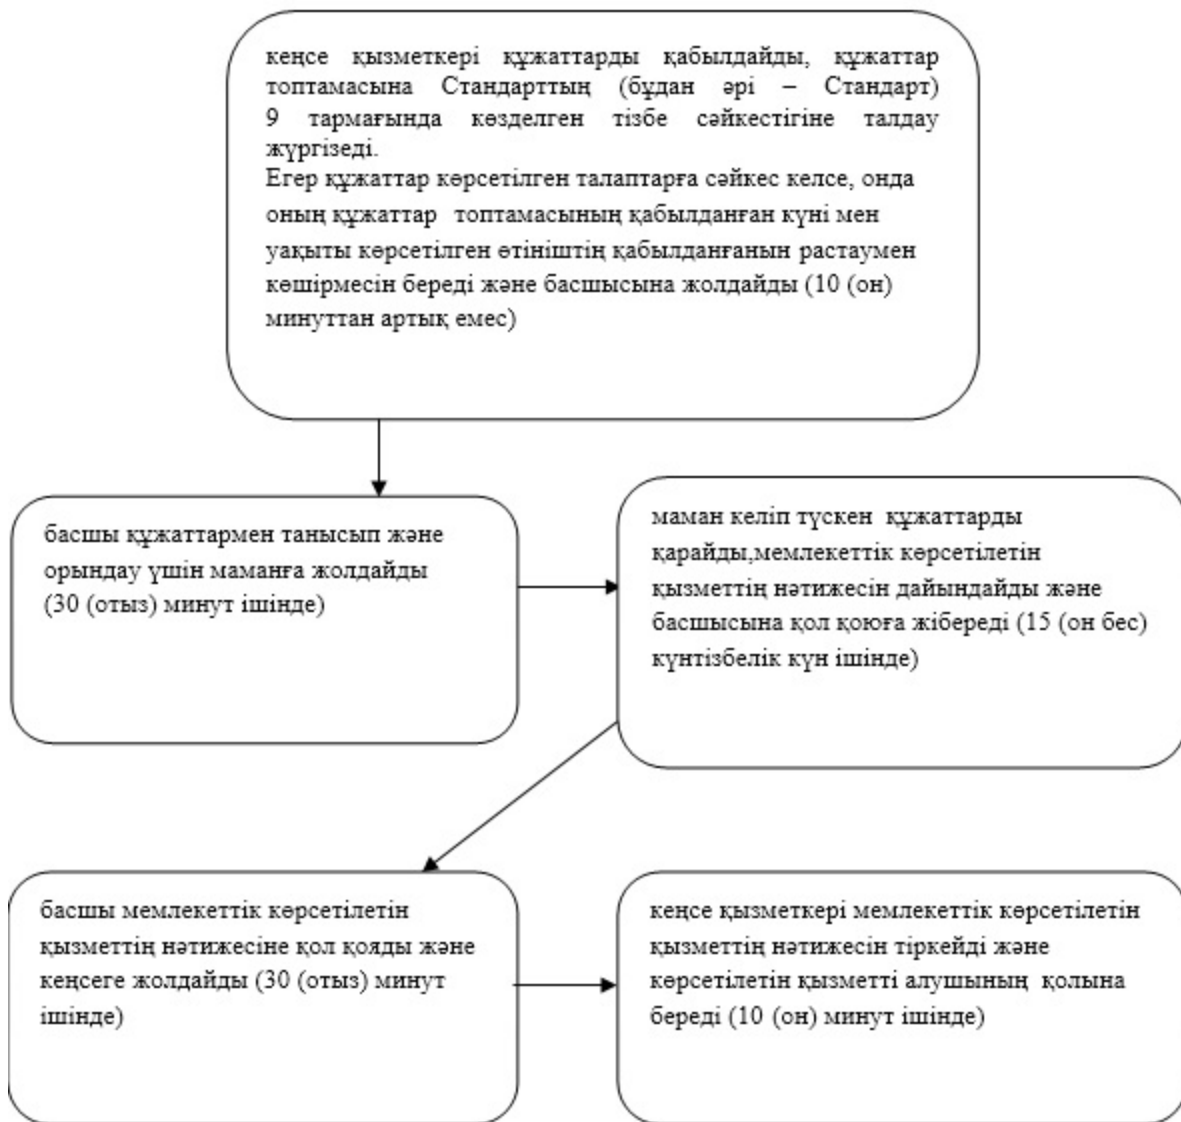 кеңсе қызметкері құжаттарды қабылдайды, құжаттар
топтамасына Стандарттың (бұдан әрі – Стандарт)
9 тармағында көзделген тізбе сәйкестігіне талдау
жүргізеді.
Егер құжаттар көрсетілген талаптарға сәйкес келсе, онда
оның құжаттар топтамасының қабылданған күні мен
уақыты көрсетілген өтініштің қабылданғанын растаумен
көшірмесін береді және басшысына жолдайды (10 (он)
минуттан артық емес)
басшы құжаттармен танысып және
орындау үшін маманға жолдайды
(30 (отыз) минут ішінде)
маман келіп түскен құжаттарды
қарайды,мемлекеттік көрсетілетін
қызметтің нәтижесін дайындайды және
басшысына қол қоюға жібереді (15 (он бес)
күнтізбелік күн ішінде)
басшы мемлекеттік көрсетілетін
қызметтің нәтижесіне қол қояды және
кеңсеге жолдайды (30 (отыз) минут
ішінде)
кеңсе қызметкері мемлекеттік көрсетілетін
қызметтің нәтижесін тіркейді және
көрсетілетін қызметті алушының қолына
береді (10 (он) минут ішінде)